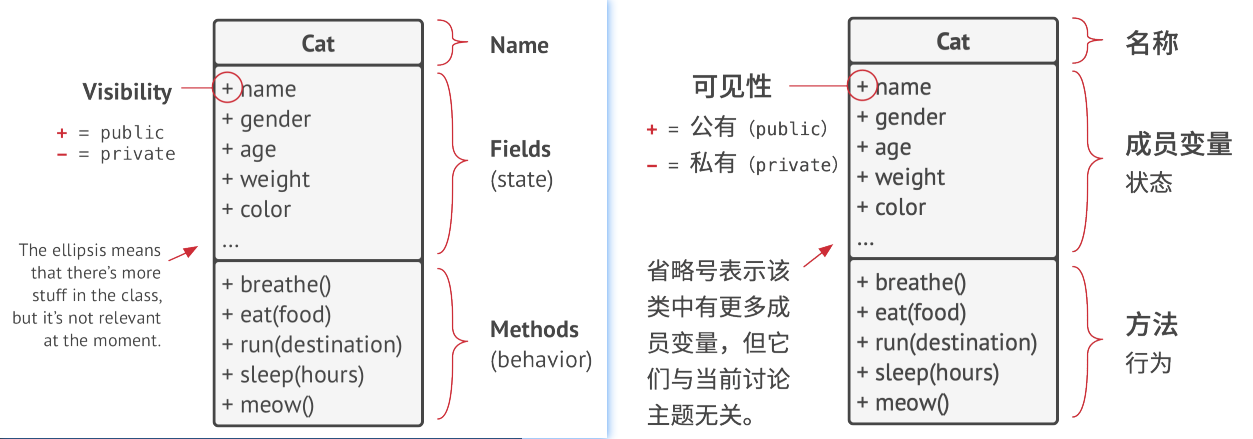 Cat
Name
Visibility
+ = public
− = private
+ name
+ gender
+ age
+ weight
+ color
...
Fields
(state)
The ellipsis means
that there’s more
stuff in the class,
but it’s not relevant
at the moment.
+ breathe()
+ eat(food)
+ run(destination)
+ sleep(hours)
+ meow()
Methods
(behavior)
Cat
名称
可见性
+ = 公有（public）
− = 私有（private）
+ name
+ gender
+ age
+ weight
+ color
...
成员变量
状态
省略号表示该
类中有更多成
员变量，但它
们与当前讨论
主题无关。
+ breathe()
+ eat(food)
+ run(destination)
+ sleep(hours)
+ meow()
方法
行为